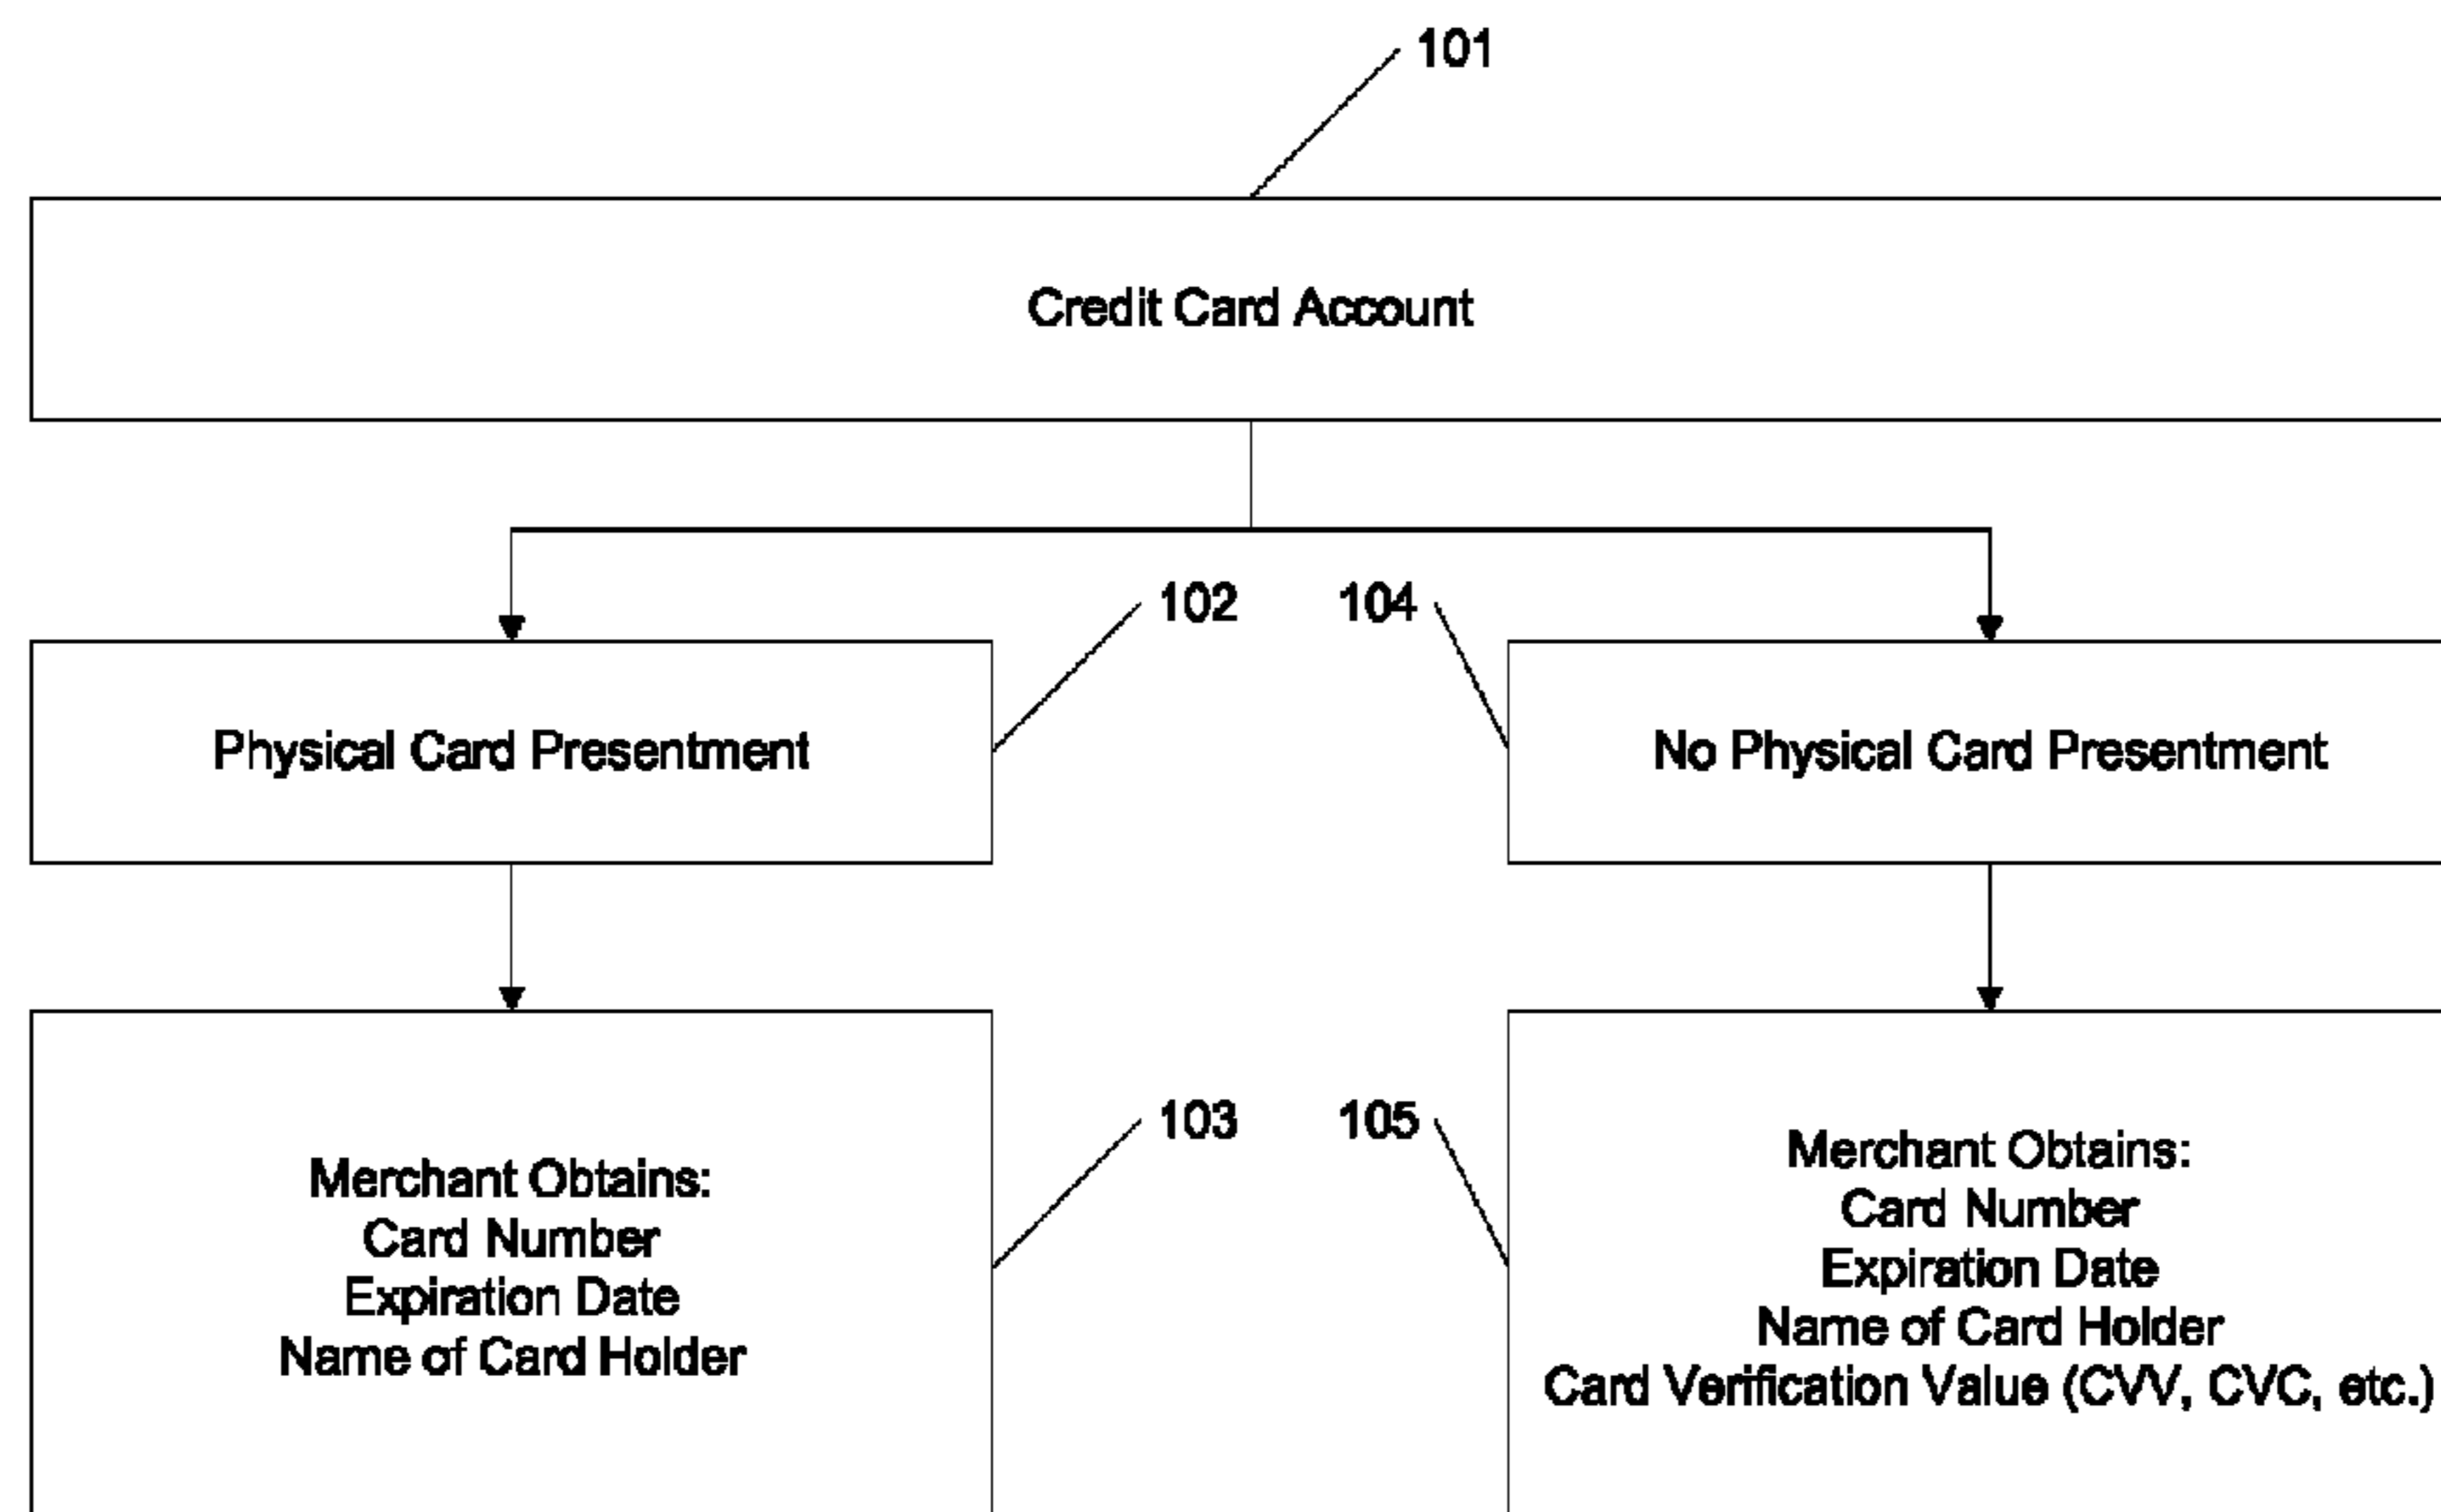 101
Credit Card Account
102
104
Physical Card Presentment
No Physical Card Presentment
103
105
Merchant Obtains:
Card Number
Expiration Date
Name of Card Holder
Merchant Obtains:
Card Number
Expiration Date
Name of Card Holder
Card Verification Value (CVV, CVC, etc.)